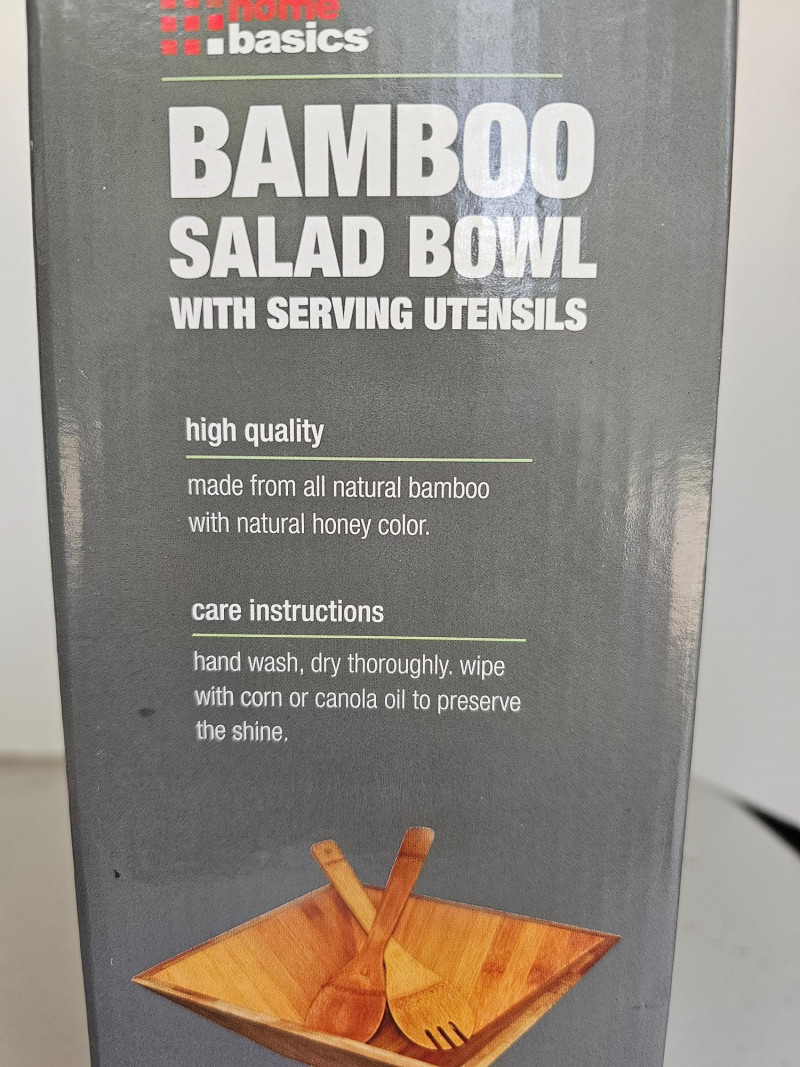 home
basics®
BAMBOO
SALAD BOWL
WITH SERVING UTENSILS
high quality
made from all natural bamboo
with natural honey color.
care instructions
hand wash, dry thoroughly. wipe
with corn or canola oil to preserve
the shine.